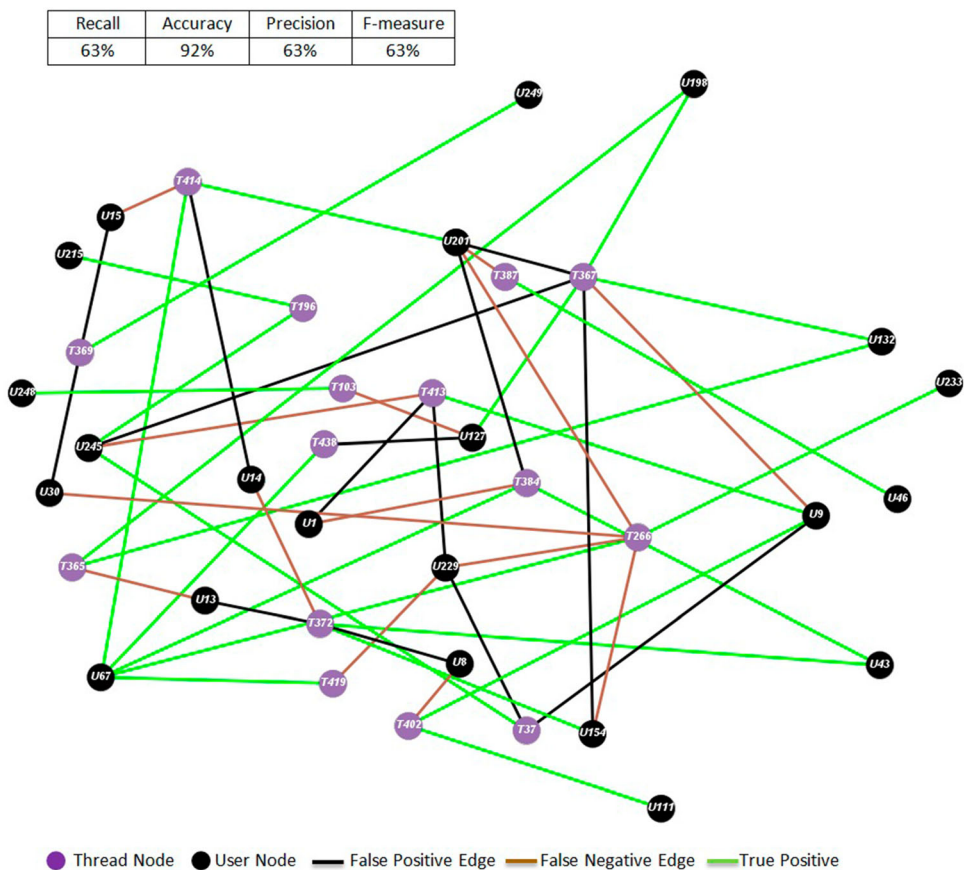 Recall Accuracy Precision F-measure
63% 92% 63% 63%
U198
U249
T414
U15
U201
U215
T387 T367
T196
U132
T369
U233
U248 T103 T413
U127
U245 T438
U14 T384
U30 U46
U1 U9
T266
T365 U229
U13
T372
U8 U43
U67 T419
T402 T37 U154
U111
Thread Node User Node False Positive Edge False Negative Edge True Positive